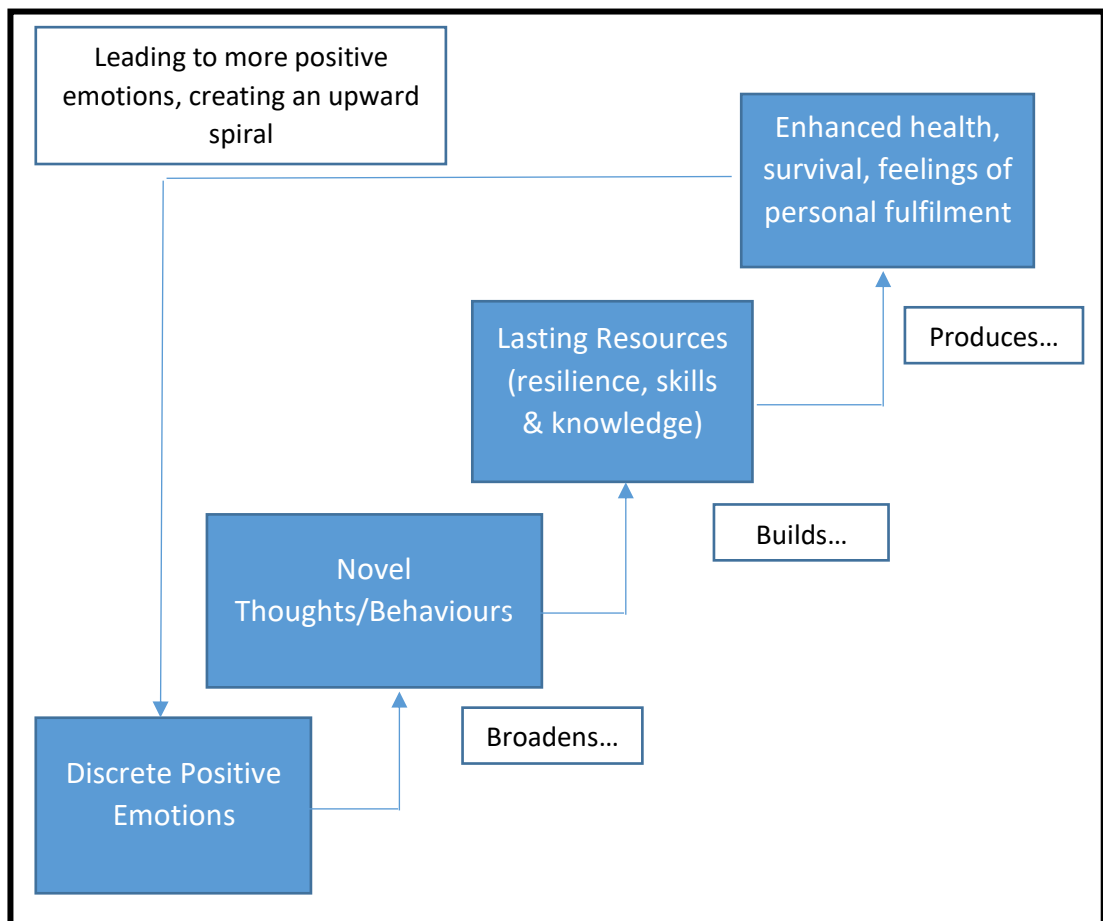 Leading to more positive
emotions, creating an upward
spiral
Enhanced health,
survival, feelings of
personal fulfilment
Lasting Resources
(resilience, skills
& knowledge)
Produces…
Builds…
Novel
Thoughts/Behaviours
Broadens…
Discrete Positive
Emotions